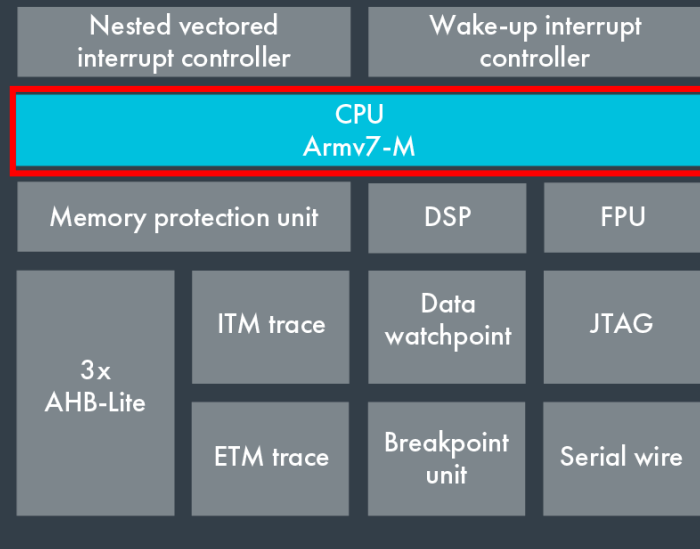 Nested vectored
interrupt controller
Wake-up interrupt
controller
CPU
Armv7-M
Memory protection unit
DSP
FPU
3x
AHB-Lite
ITM trace
Data
watchpoint
JTAG
ETM trace
Breakpoint
unit
Serial wire